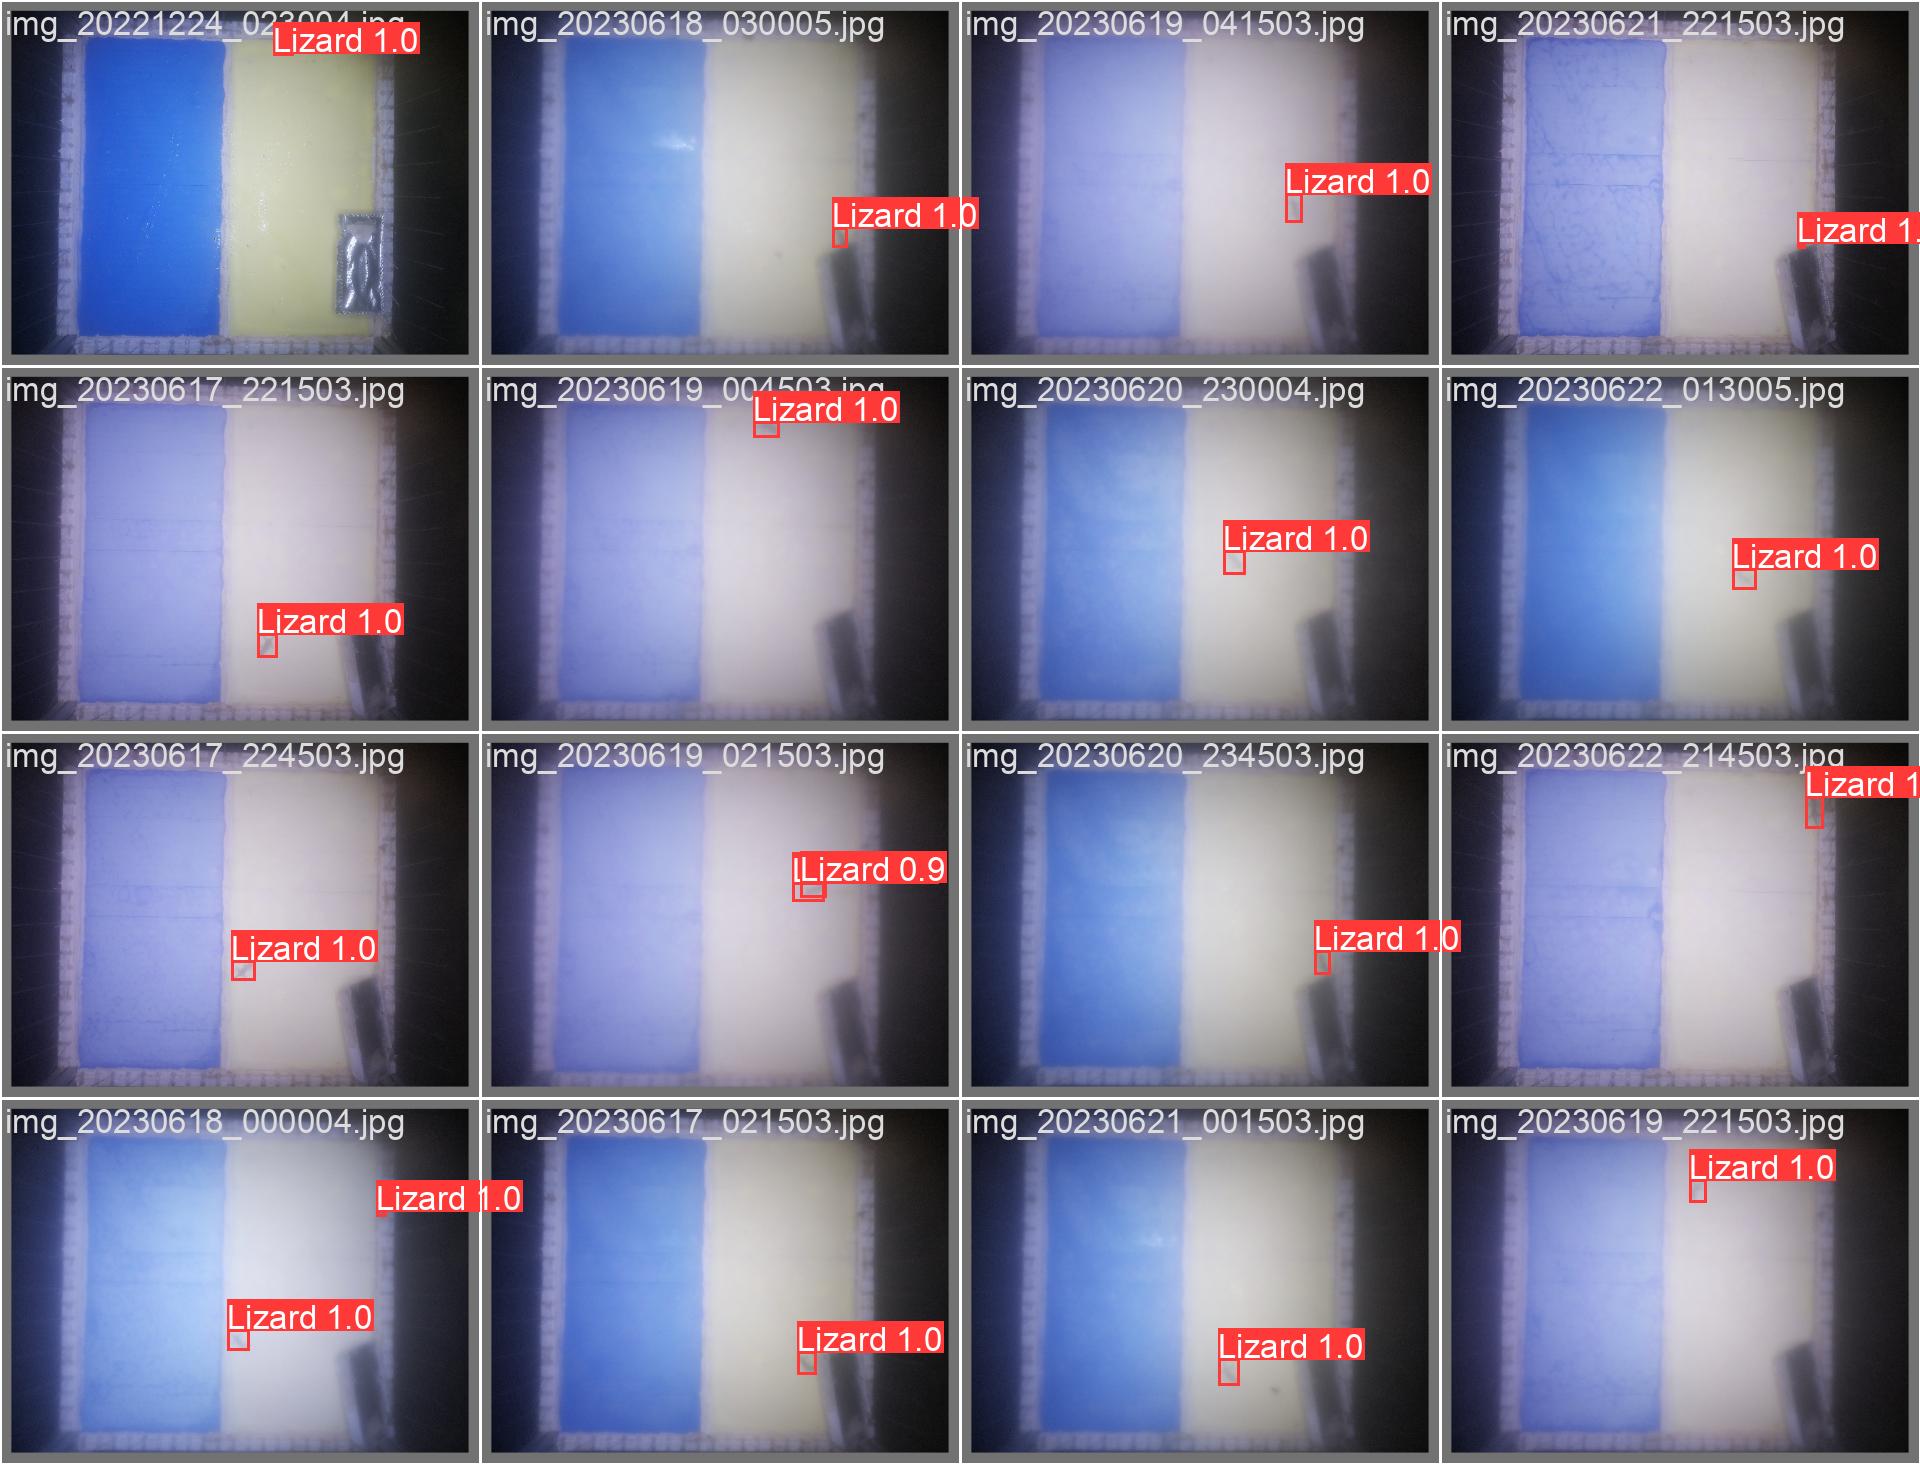 img_20221224_023004.jpg
Lizard 1.0
img_20230618_030005.jpg
Lizard 1.0
img_20230619_041503.jpg
Lizard 1.0
img_20230621_221503.jpg
Lizard 1.
img_20230617_221503.jpg
Lizard 1.0
img_20230619_004503.jpg
Lizard 1.0
img_20230620_230004.jpg
Lizard 1.0
img_20230622_013005.jpg
Lizard 1.0
img_20230617_224503.jpg
Lizard 1.0
img_20230619_021503.jpg
Lizard 0.9
img_20230620_234503.jpg
Lizard 1.0
img_20230622_214503.jpg
Lizard 1
img_20230618_000004.jpg
Lizard 1.0
Lizard 1.0
img_20230617_021503.jpg
Lizard 1.0
img_20230621_001503.jpg
Lizard 1.0
img_20230619_221503.jpg
Lizard 1.0